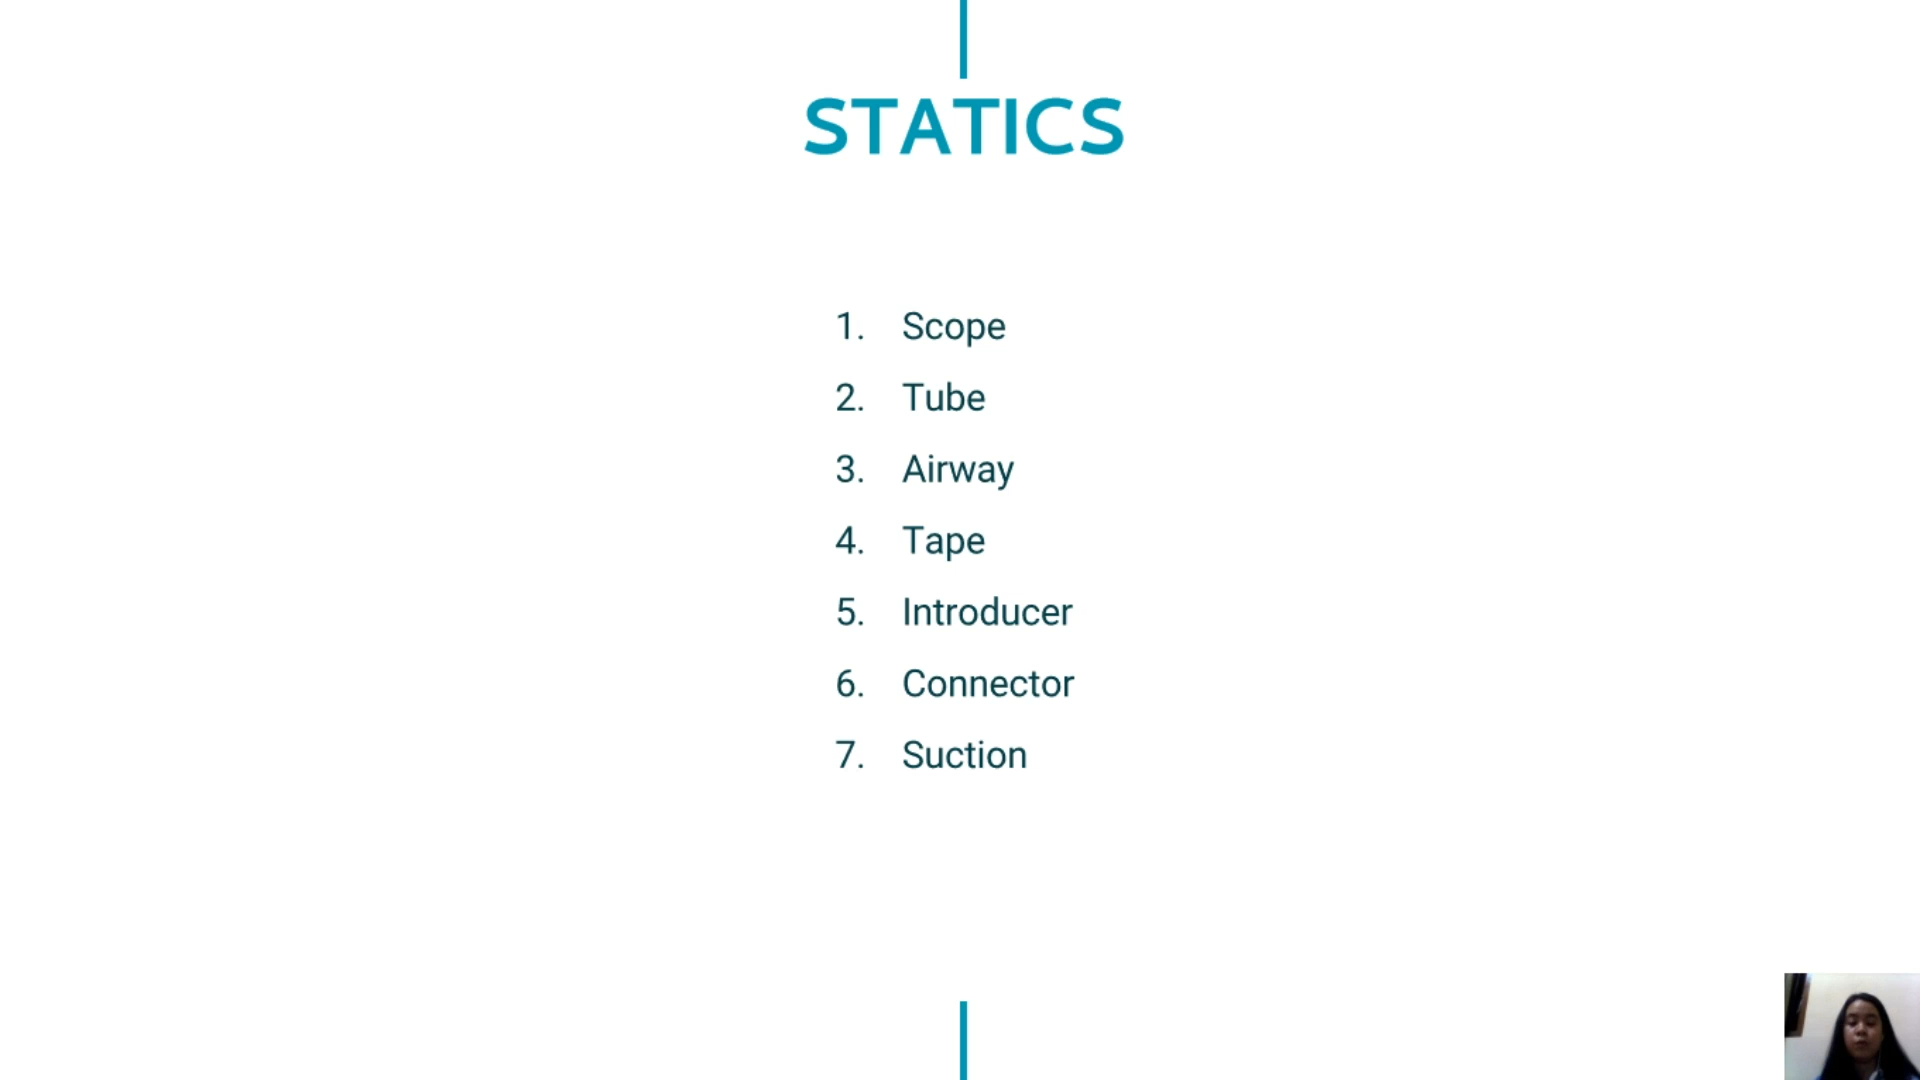 STATICS
1. Scope
2. Tube
3. Airway
4. Tape
5. Introducer
6. Connector
7. Suction